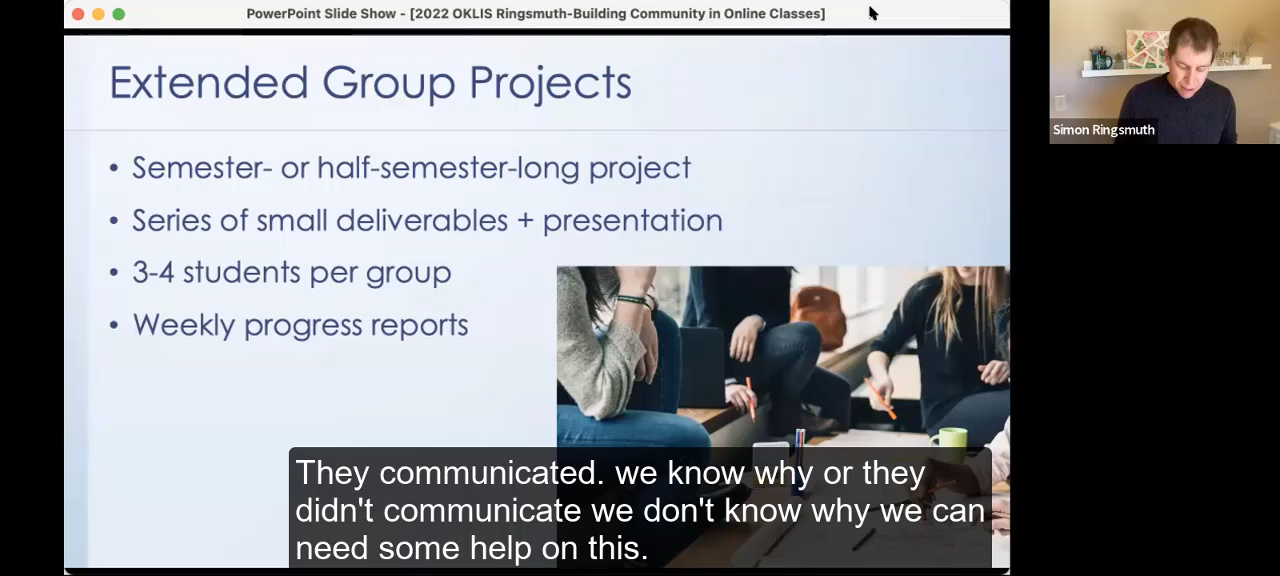 PowerPoint Slide Show - [2022 OKLIS Ringsmuth-Building Community in Online Classes]
Extended Group Projects
• Semester- or half-semester-long project
• Series of small deliverables + presentation
• 3-4 students per group
• Weekly progress reports
They communicated. we know why or they
didn't communicate we don't know why we can
need some help on this.
Simon Ringsmuth